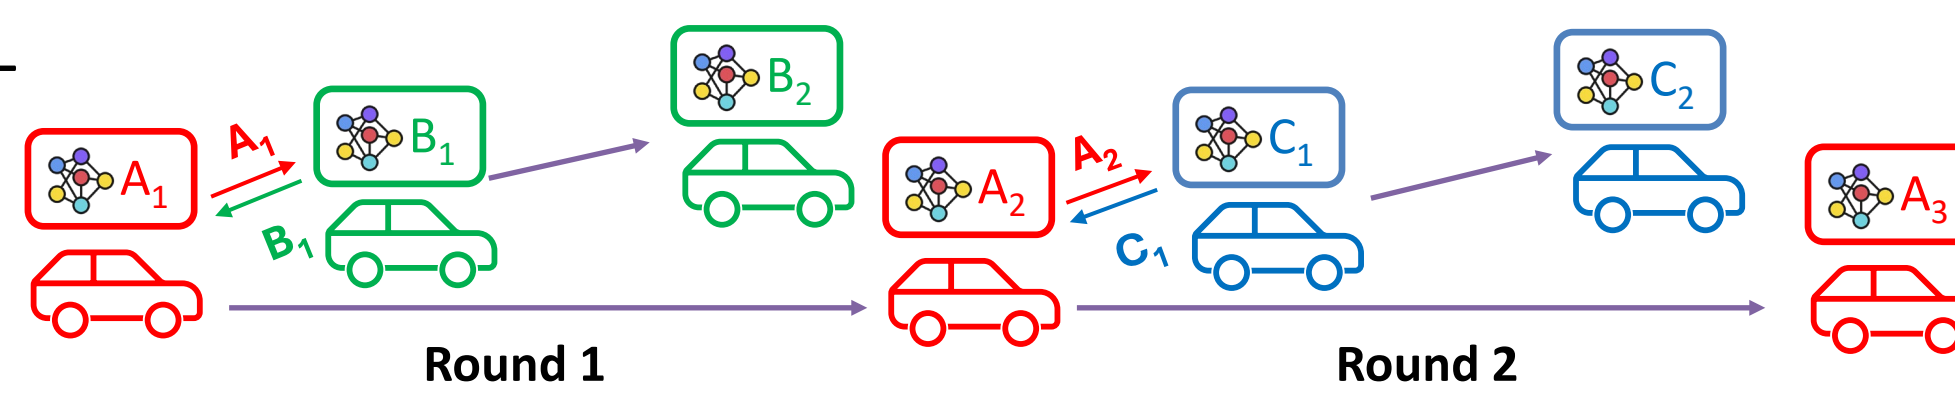 A₁
A₁
B₁
B₁
B₂
A₂
A₂
C₁
C₁
C₂
A₃
Round 1
Round 2